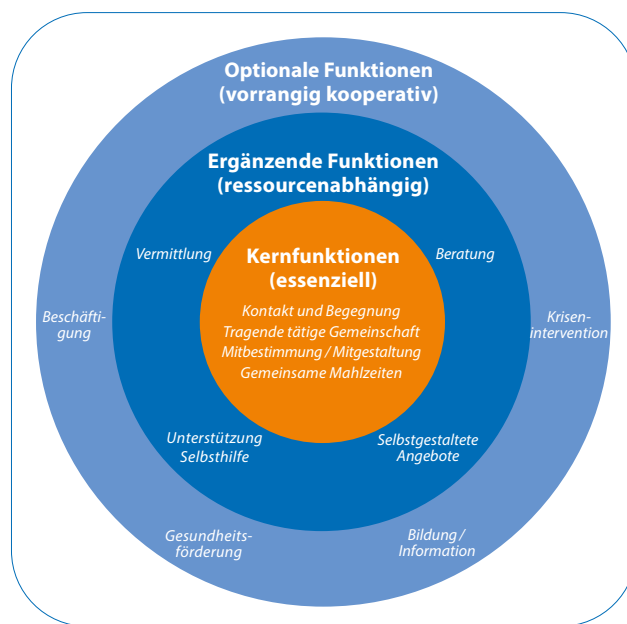 Optionale Funktionen
(vorrangig kooperativ)
Ergänzende Funktionen
(ressourcenabhängig)
Vermittlung
Beratung
Kernfunktionen
(essenziell)
Kontakt und Begegnung
Tragende tätige Gemeinschaft
Mitbestimmung / Mitgestaltung
Gemeinsame Mahlzeiten
Beschäfti-
gung
Krisen-
intervention
Unterstützung
Selbsthilfe
Selbstgestaltete
Angebote
Gesundheits-
förderung
Bildung /
Information